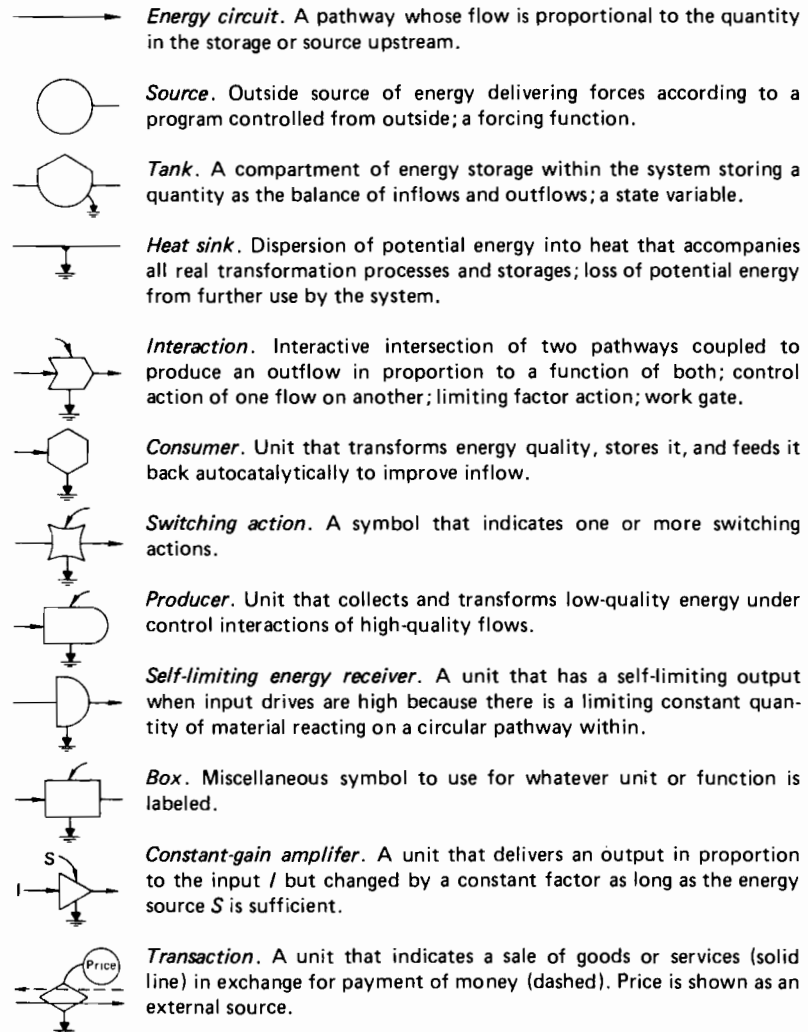 Energy circuit. A pathway whose flow is proportional to the quantity
in the storage or source upstream.
Source. Outside source of energy delivering forces according to a
program controlled from outside; a forcing function.
Tank. A compartment of energy storage within the system storing a
quantity as the balance of inflows and outflows; a state variable.
Heat sink. Dispersion of potential energy into heat that accompanies
all real transformation processes and storages; loss of potential energy
from further use by the system.
Interaction. Interactive intersection of two pathways coupled to
produce an outflow in proportion to a function of both; control
action of one flow on another; limiting factor action; work gate.
Consumer. Unit that transforms energy quality, stores it, and feeds it
back autocatalytically to improve inflow.
Switching action. A symbol that indicates one or more switching
actions.
Producer. Unit that collects and transforms low-quality energy under
control interactions of high-quality flows.
Self-limiting energy receiver. A unit that has a self-limiting output
when input drives are high because there is a limiting constant quan-
tity of material reacting on a circular pathway within.
Box. Miscellaneous symbol to use for whatever unit or function is
labeled.
S
I
Constant-gain amplifer. A unit that delivers an output in proportion
to the input I but changed by a constant factor as long as the energy
source S is sufficient.
Price
Transaction. A unit that indicates a sale of goods or services (solid
line) in exchange for payment of money (dashed). Price is shown as an
external source.